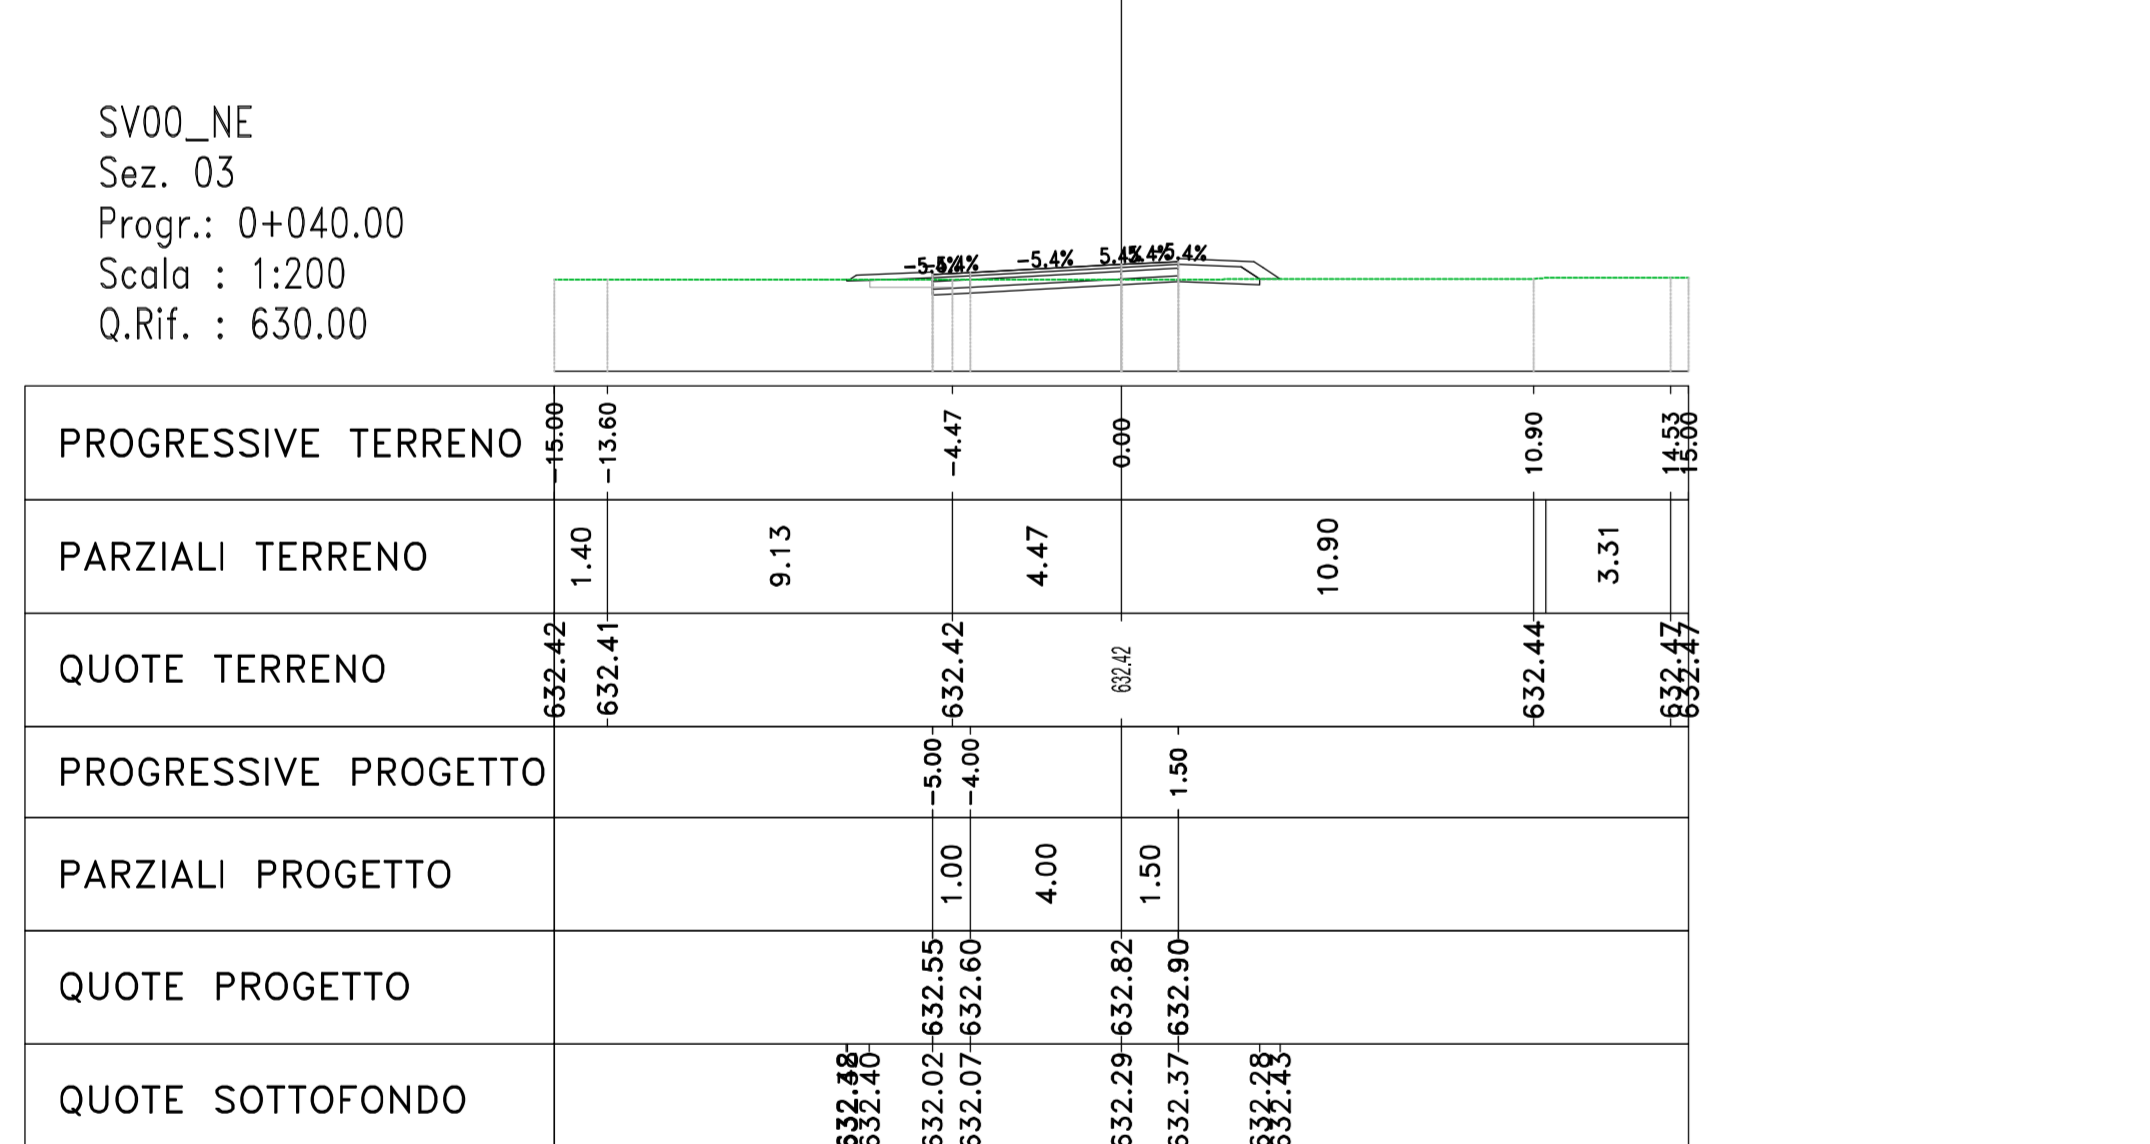 SV00_NE
Sez. 03
Progr.: 0+040.00
Scala : 1:200
Q.Rif. : 630.00
-5.4% -5.4% 5.4% 5.4%
PROGRESSIVE TERRENO -15.00 -13.60 -4.47 0.00 10.90 14.53 15.00
PARZIALI TERRENO 1.40 9.13 4.47 10.90 3.31
QUOTE TERRENO 632.42 632.41 632.42 632.42 632.44 632.47 632.47
PROGRESSIVE PROGETTO -5.00 -4.00 1.50
PARZIALI PROGETTO 1.00 4.00 1.50
QUOTE PROGETTO 632.55 632.60 632.82 632.90
QUOTE SOTTOFONDO 632.40 632.02 632.07 632.29 632.37 632.28 632.43